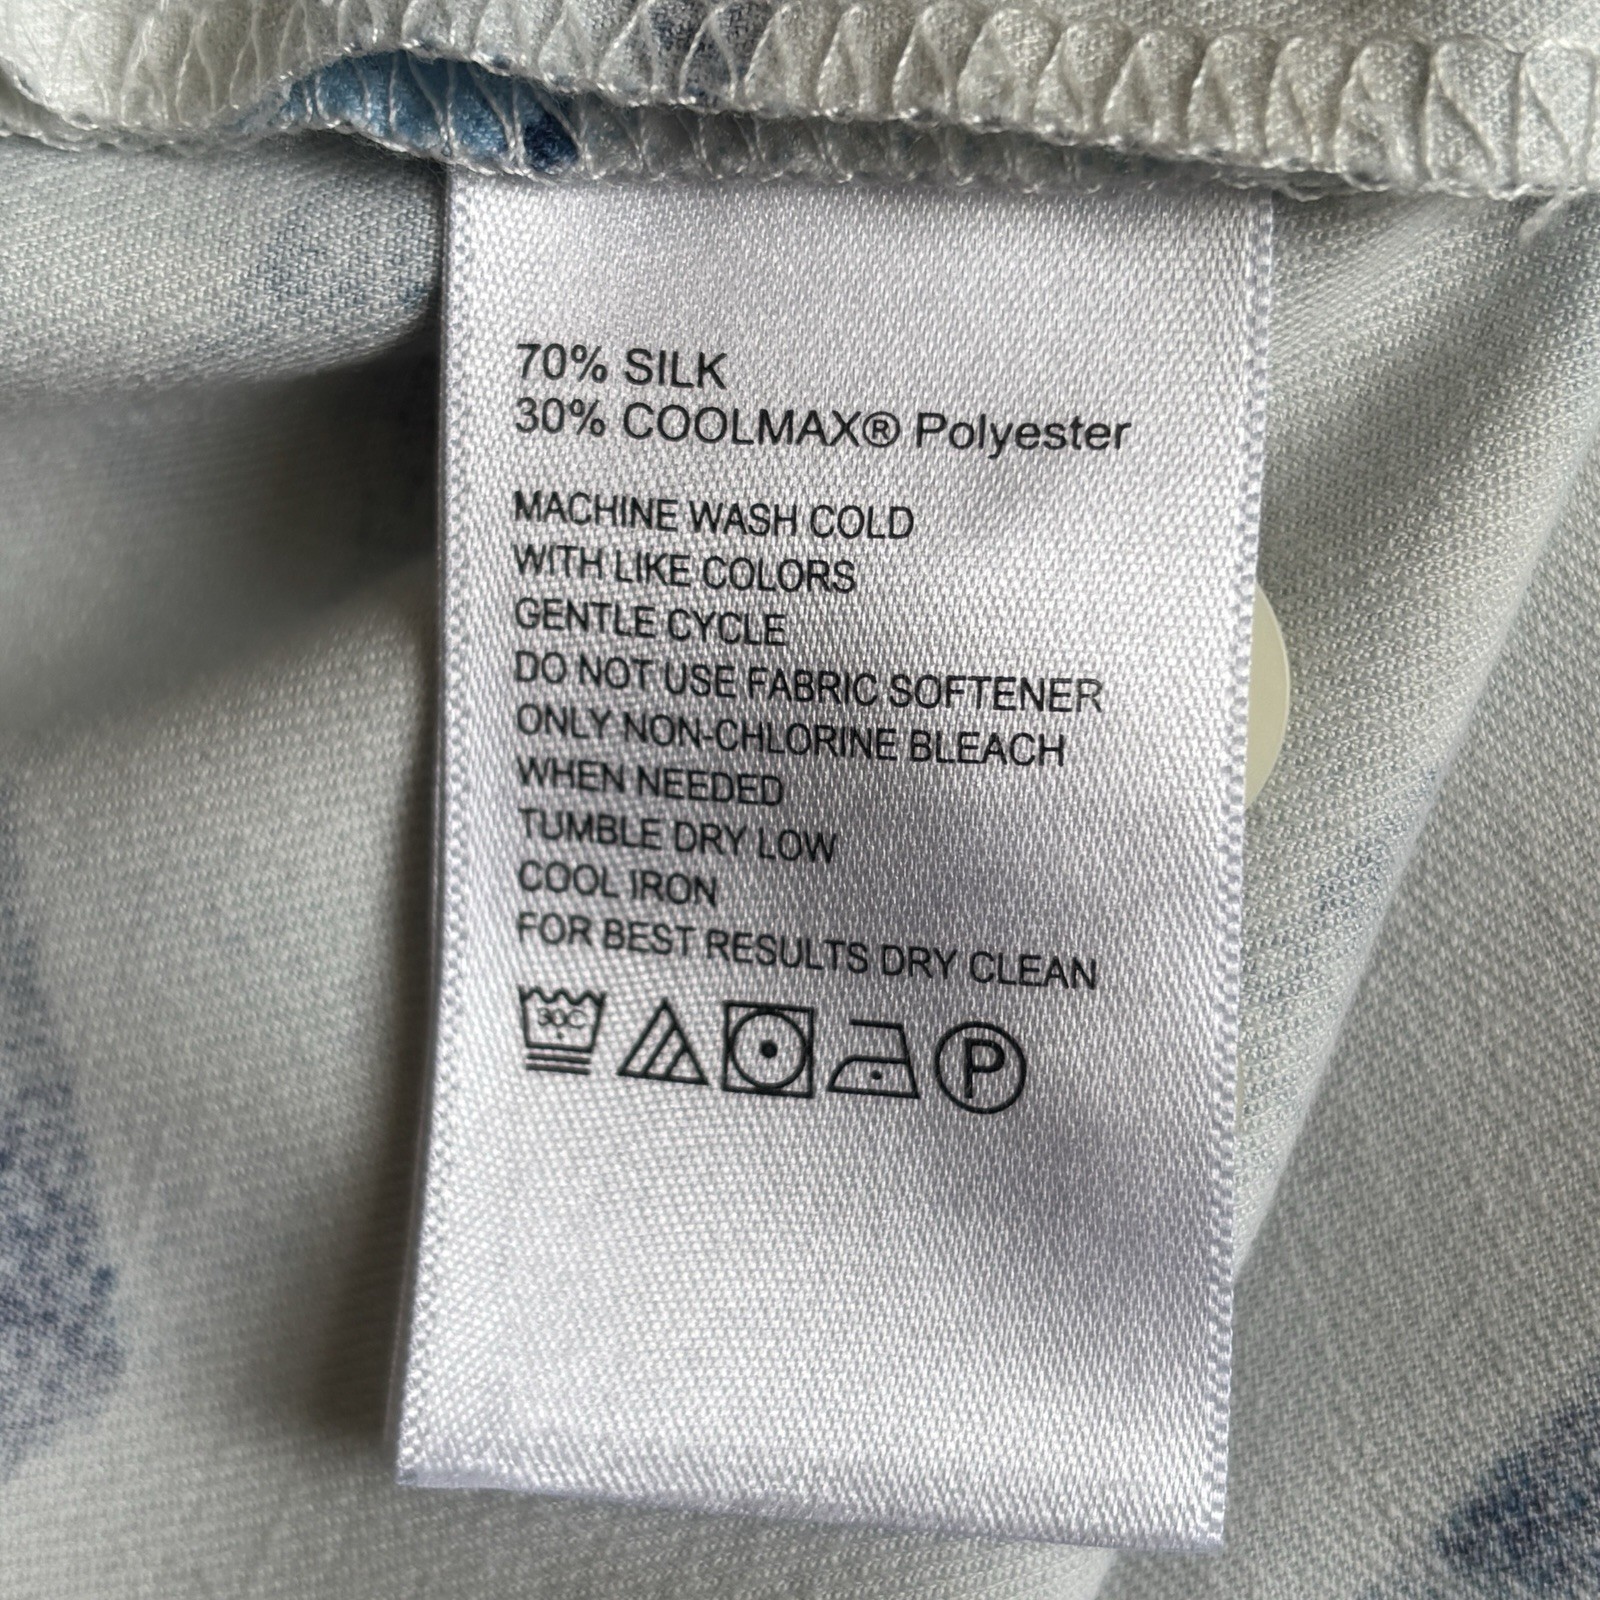 70% SILK
30% COOLMAX® Polyester
MACHINE WASH COLD
WITH LIKE COLORS
GENTLE CYCLE
DO NOT USE FABRIC SOFTENER
ONLY NON-CHLORINE BLEACH
WHEN NEEDED
TUMBLE DRY LOW
COOL IRON
FOR BEST RESULTS DRY CLEAN
30C P